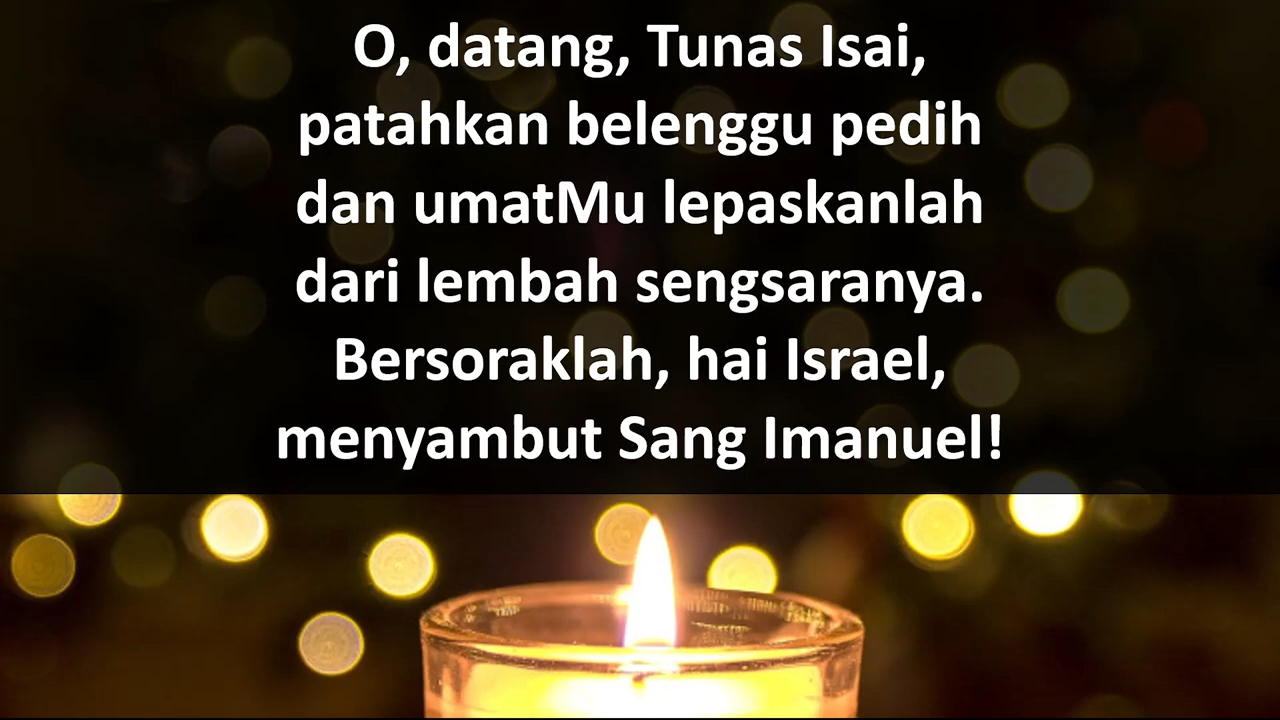 O, datang, Tunas Isai,
patahkan belenggu pedih
dan umatMu lepaskanlah
dari lembah sengsaranya.
Bersoraklah, hai Israel,
menyambut Sang Imanuel!